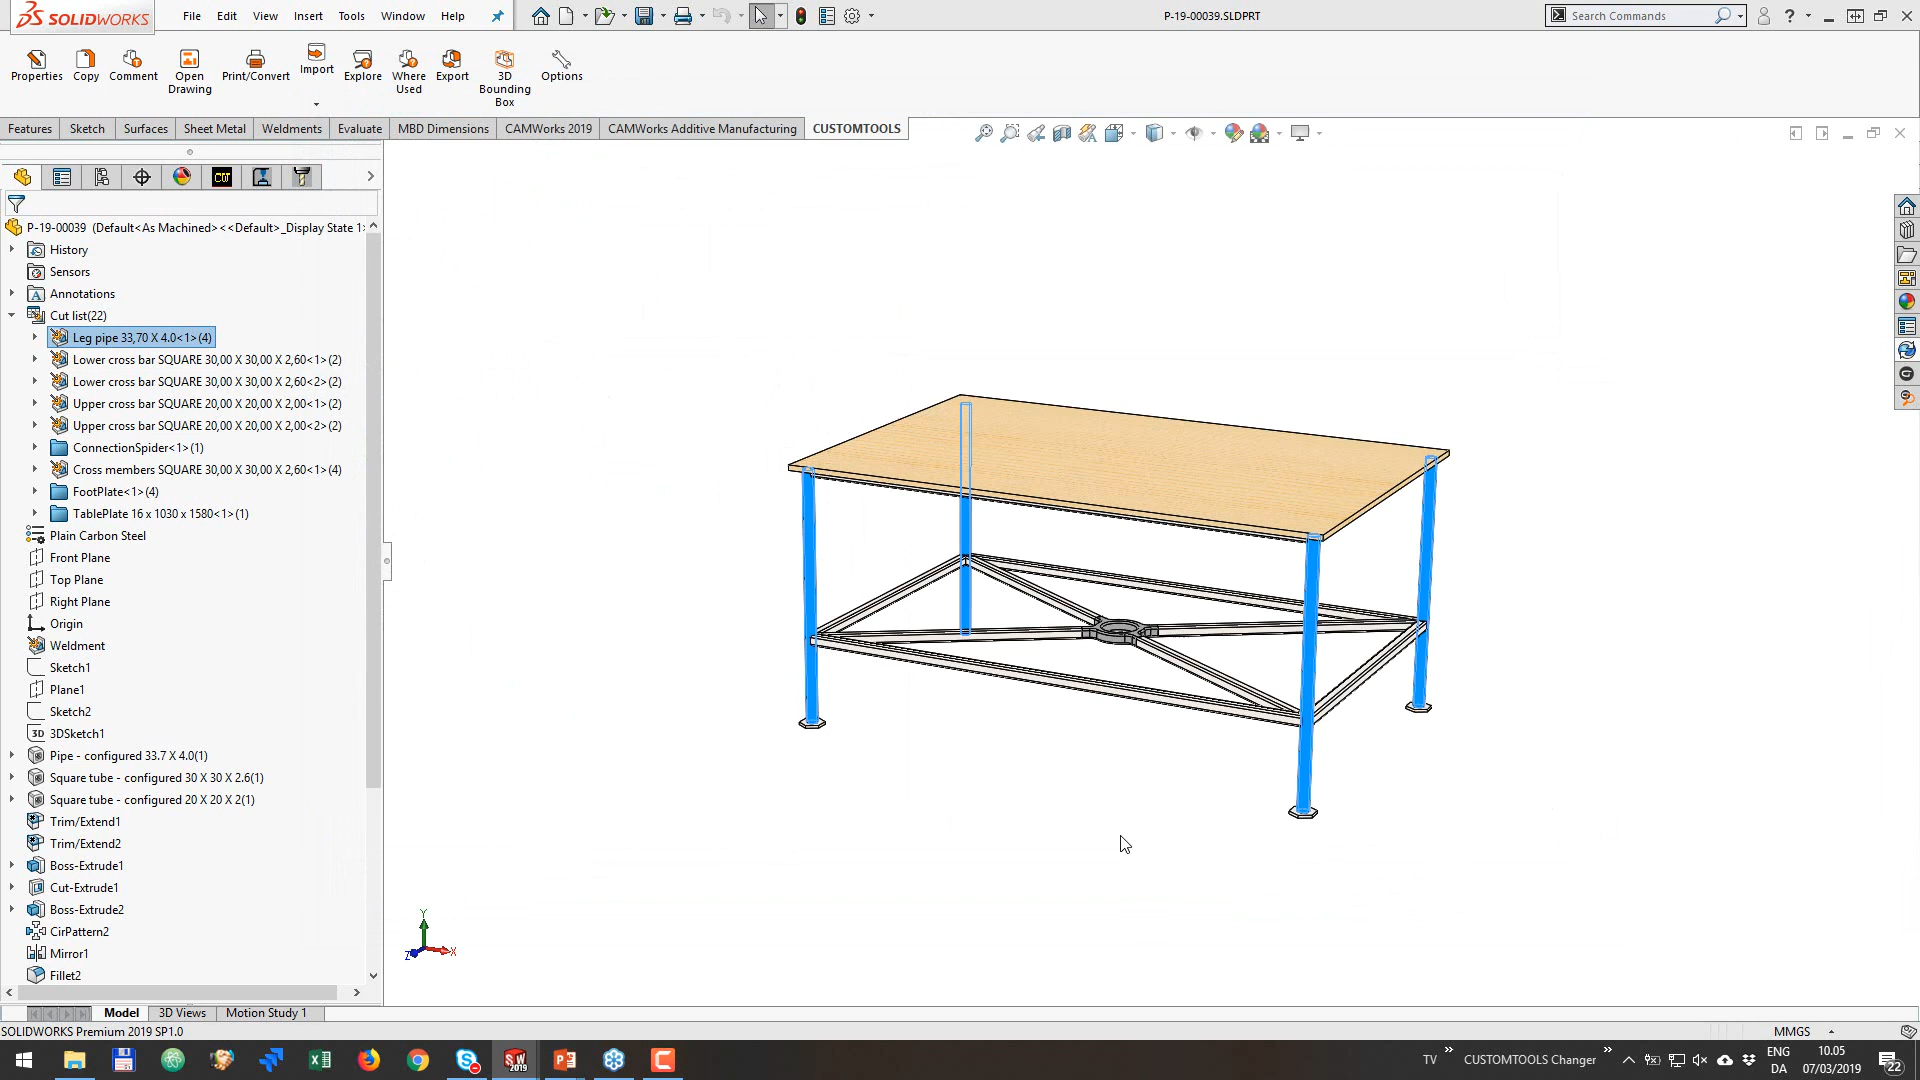 SOLIDWORKS File Edit View Insert Tools Window Help P-19-00039.SLDPRT Search Commands ?
Properties Copy Comment Open Drawing Print/Convert Import Explore Where Used Export 3D Bounding Box Options
Features Sketch Surfaces Sheet Metal Weldments Evaluate MBD Dimensions CAMWorks 2019 CAMWorks Additive Manufacturing CUSTOMTOOLS
CW
P-19-00039 (Default<As Machined><<Default>_Display State 1>
History
Sensors
Annotations
Cut list(22)
Leg pipe 33,70 X 4.0<1>(4)
Lower cross bar SQUARE 30,00 X 30,00 X 2,60<1>(2)
Lower cross bar SQUARE 30,00 X 30,00 X 2,60<2>(2)
Upper cross bar SQUARE 20,00 X 20,00 X 2,00<1>(2)
Upper cross bar SQUARE 20,00 X 20,00 X 2,00<2>(2)
ConnectionSpider<1>(1)
Cross members SQUARE 30,00 X 30,00 X 2,60<1>(4)
FootPlate<1>(4)
TablePlate 16 x 1030 x 1580<1>(1)
Plain Carbon Steel
Front Plane
Top Plane
Right Plane
Origin
Weldment
Sketch1
Plane1
Sketch2
3D 3DSketch1
Pipe - configured 33.7 X 4.0(1)
Square tube - configured 30 X 30 X 2.6(1)
Square tube - configured 20 X 20 X 2(1)
Trim/Extend1
Trim/Extend2
Boss-Extrude1
Cut-Extrude1
Boss-Extrude2
CirPattern2
Mirror1
Fillet2
Y
Z X
Model 3D Views Motion Study 1
SOLIDWORKS Premium 2019 SP1.0 MMGS
SW 2019 TV CUSTOMTOOLS Changer ENG 10.05
DA 07/03/2019 22